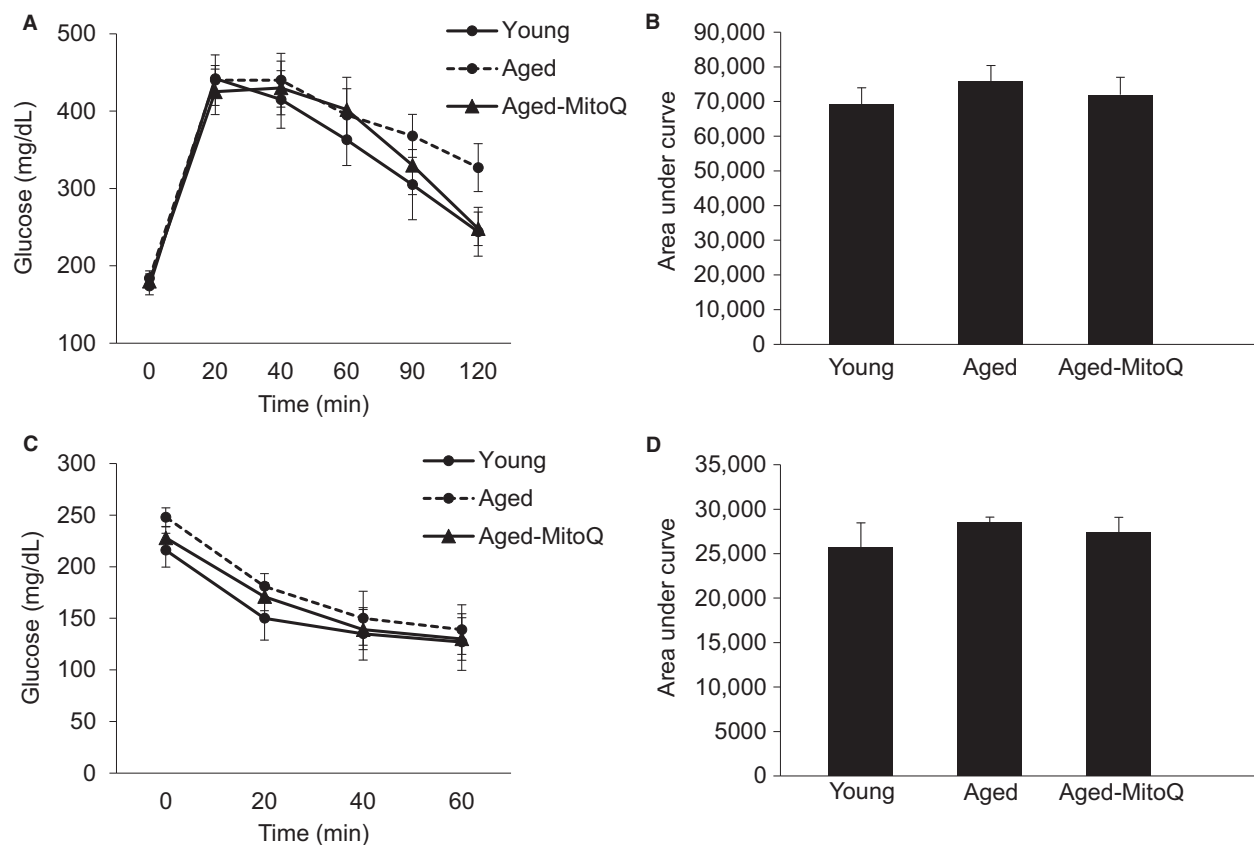 A
500
400
300
200
100
Glucose (mg/dL)
0 20 40 60 90 120
Time (min)
Young
Aged
Aged-MitoQ
B
90,000
80,000
70,000
60,000
50,000
40,000
30,000
20,000
10,000
0
Area under curve
Young Aged Aged-MitoQ
C
300
250
200
150
100
50
0
Glucose (mg/dL)
0 20 40 60
Time (min)
Young
Aged
Aged-MitoQ
D
35,000
30,000
25,000
20,000
15,000
10,000
5000
0
Area under curve
Young Aged Aged-MitoQ